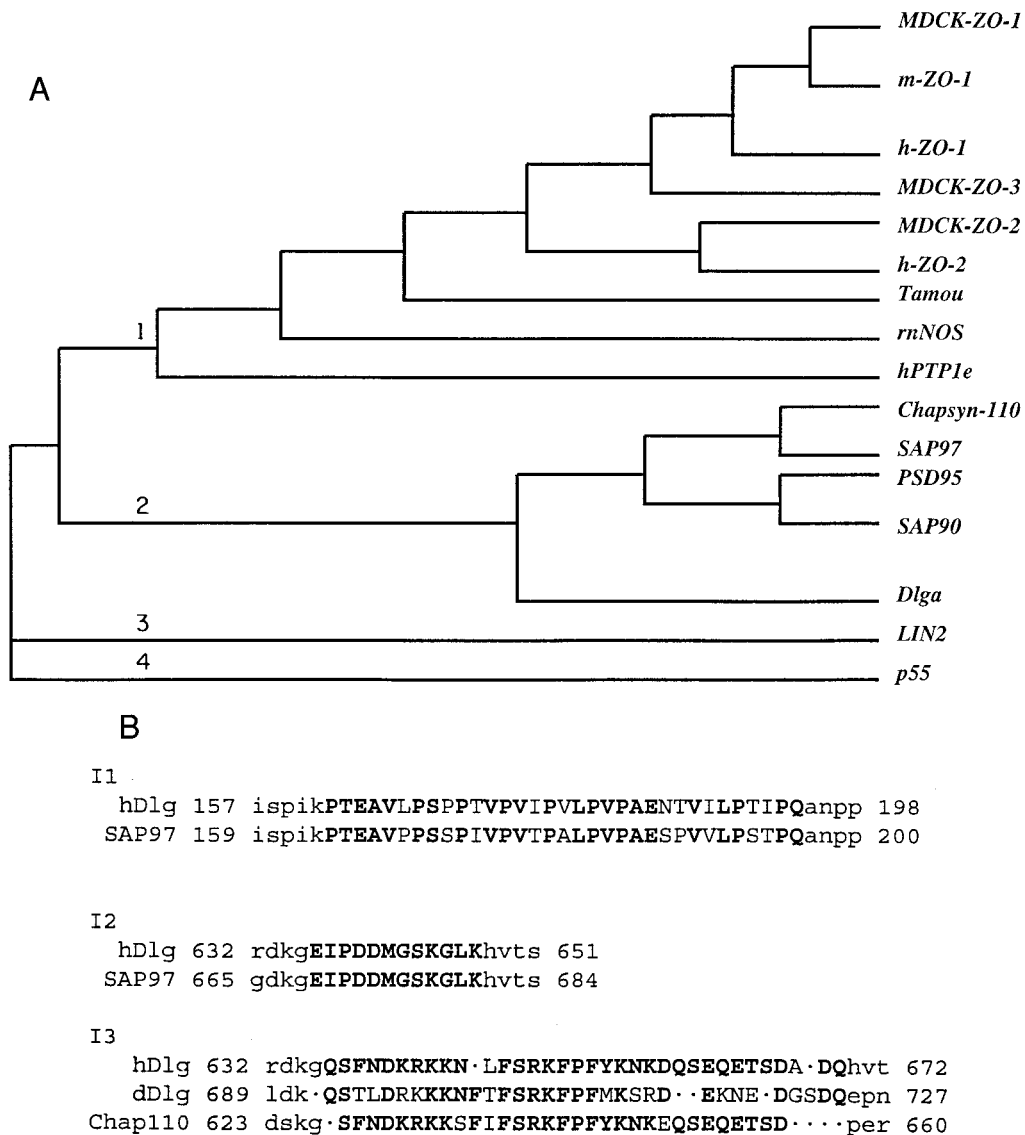 A
MDCK-ZO-1
m-ZO-1
h-ZO-1
MDCK-ZO-3
MDCK-ZO-2
h-ZO-2
Tamou
1
rnNOS
hPTP1e
Chapsyn-110
SAP97
PSD95
2
SAP90
Dlga
3
LIN2
4
p55
B
I1
hDlg 157 ispikPTEAVLPSPPTVPVIPVLPVPAENTVILPTIPQanpp 198
SAP97 159 ispikPTEAVPPSSPIVPVTPALPVPAESPVVLPSTPQanpp 200
I2
hDlg 632 rdkgEIPDDMGSKGLKhvts 651
SAP97 665 gdkgEIPDDMGSKGLKhvts 684
I3
hDlg 632 rdkgQSFNDKRKKN·LFSRKFPFYKNKDQSEQETSDA·DQhvt 672
dDlg 689 ldk·QSTLDRKKKNFTFSRKFPFMKSRD··EKNE·DGSDQepn 727
Chap110 623 dskg·SFNDKRKKSFIFSRKFPFYKNKEQSEQETSD····per 660